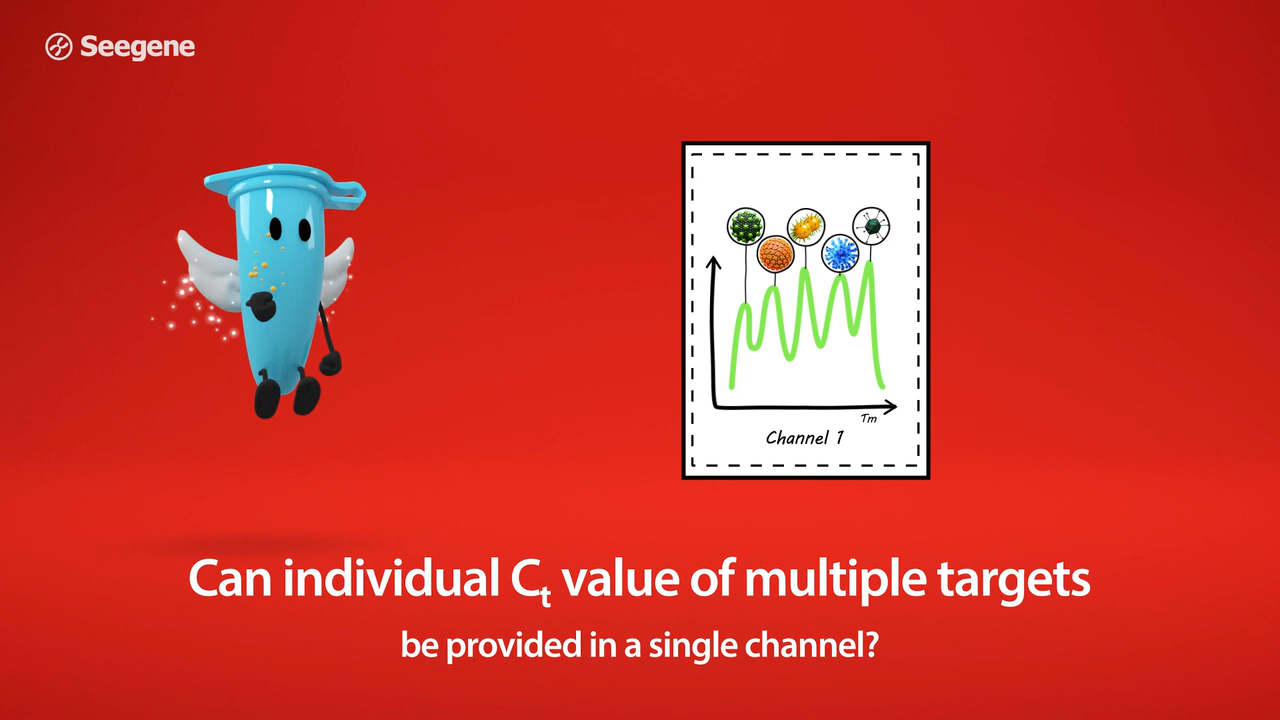 Seegene
Tm
Channel 1
Can individual Ct value of multiple targets
be provided in a single channel?